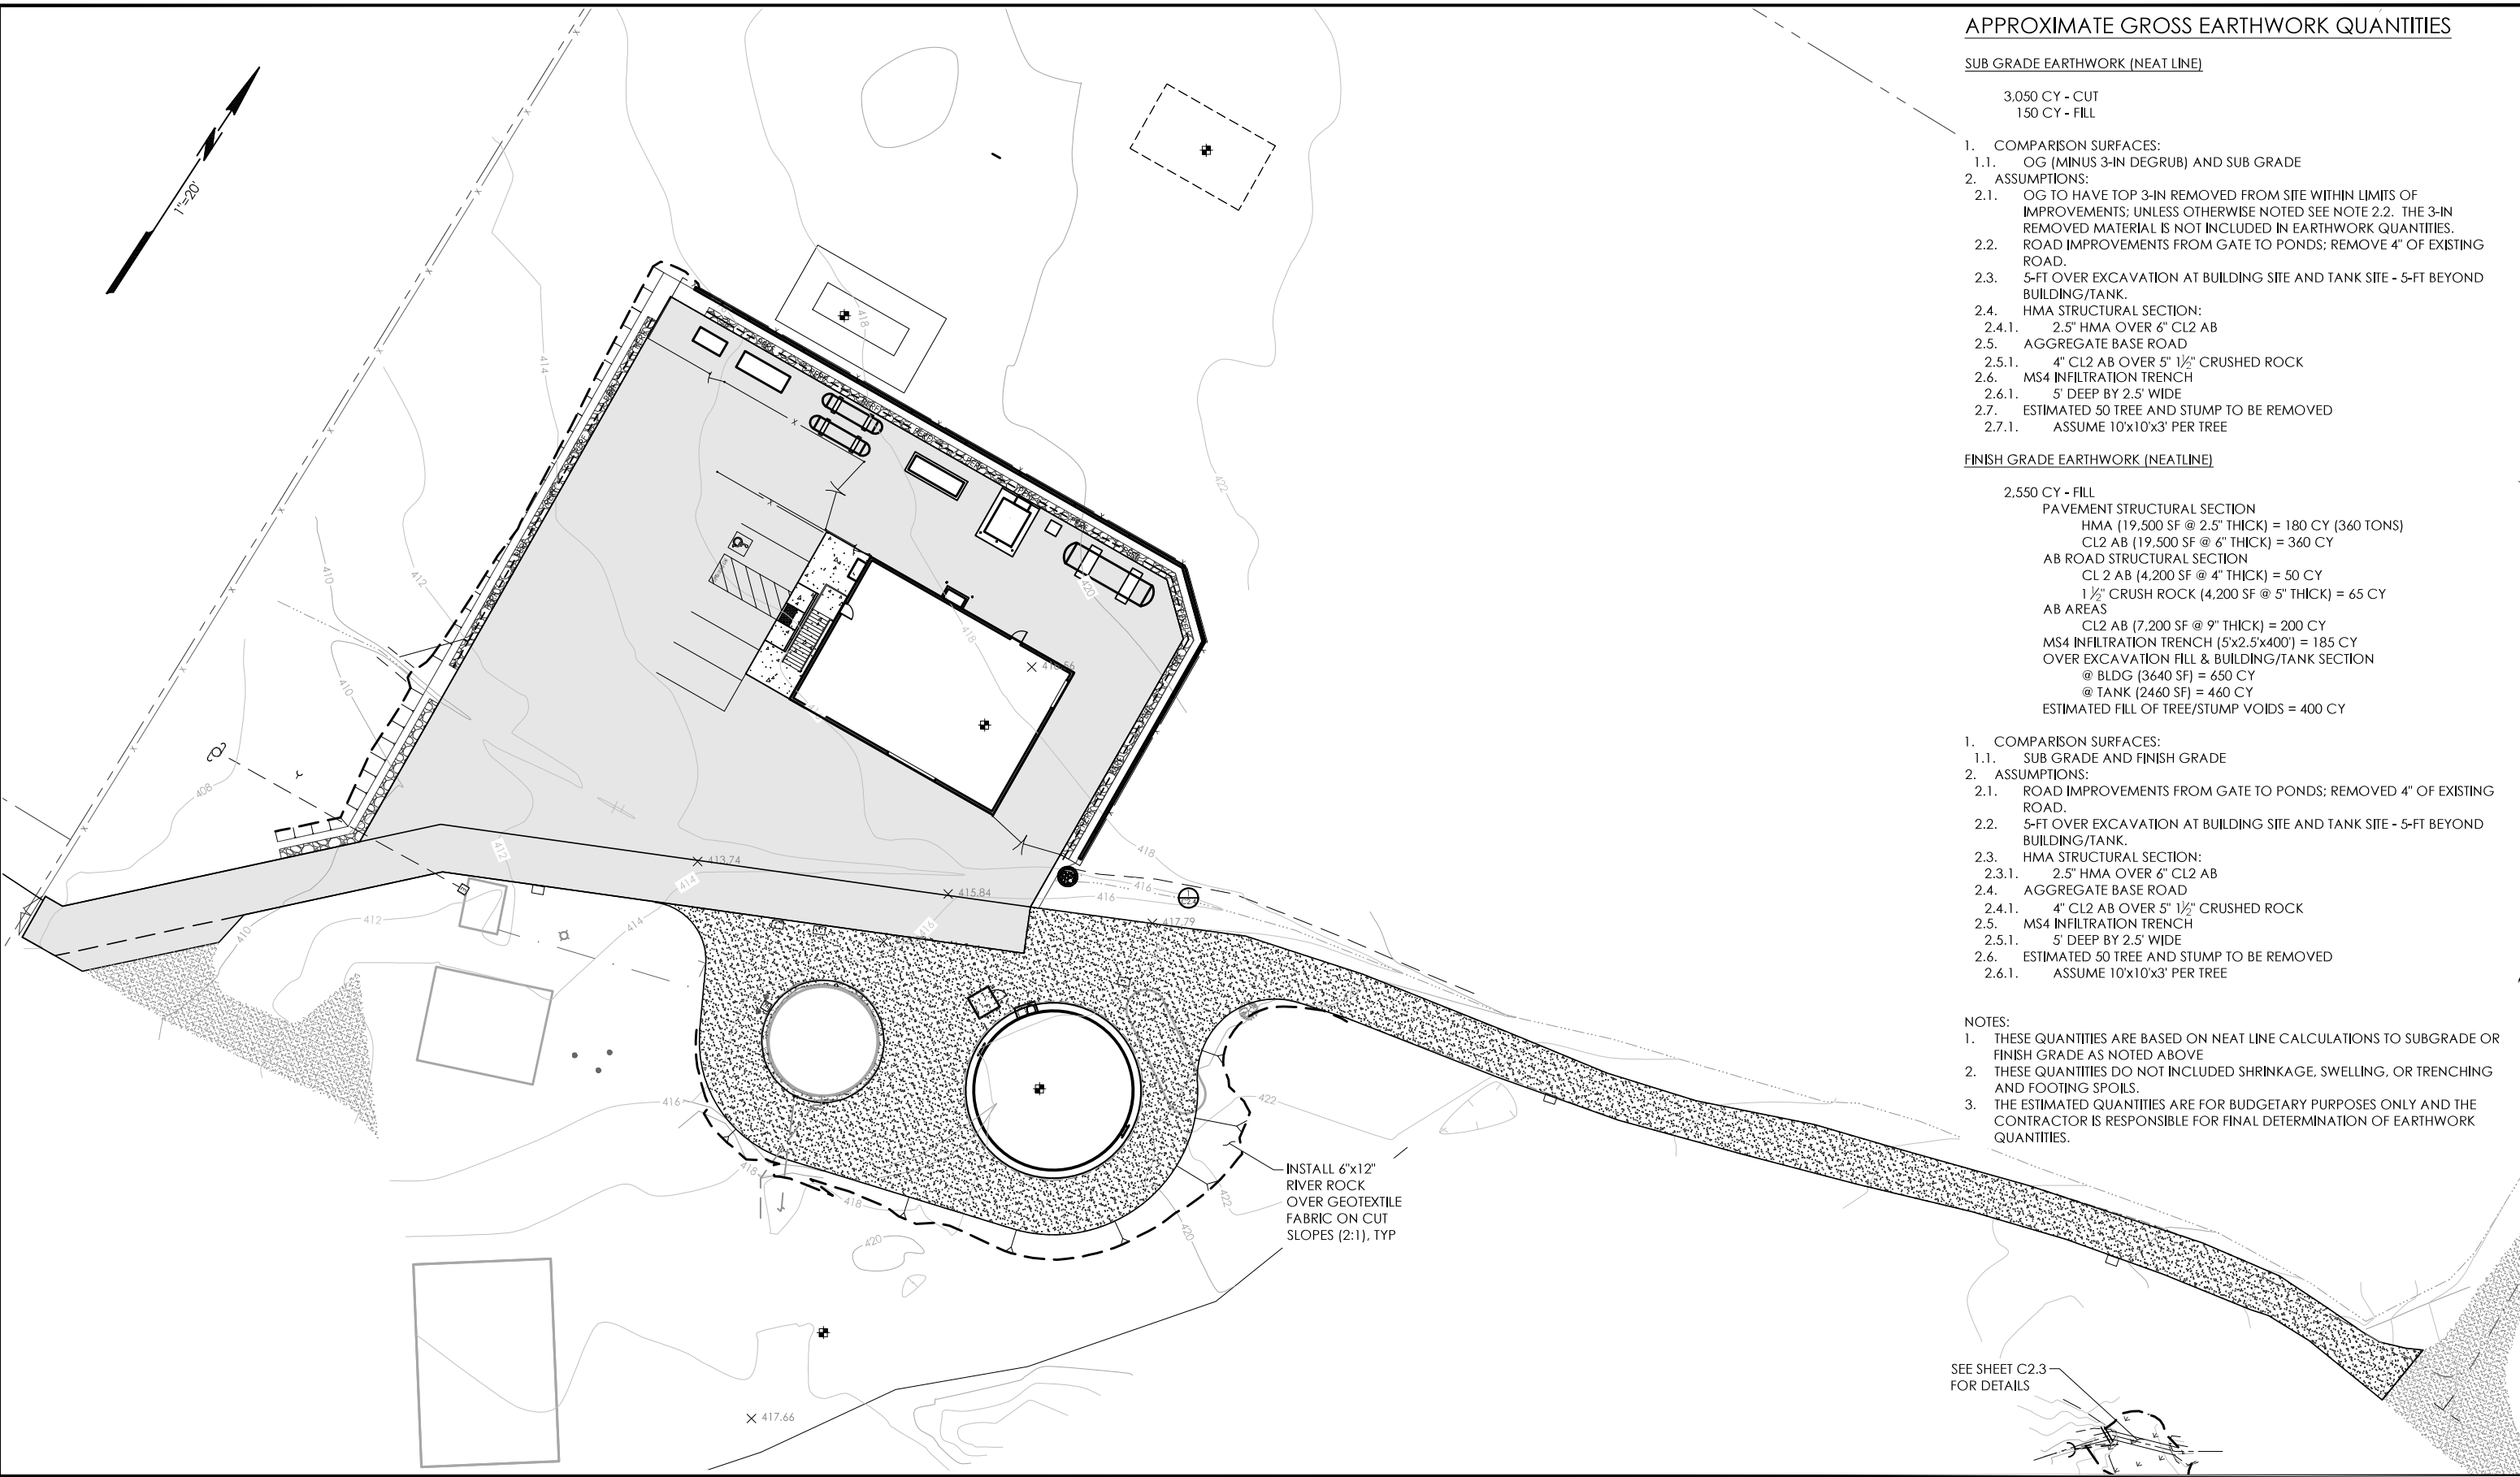 APPROXIMATE GROSS EARTHWORK QUANTITIES
SUB GRADE EARTHWORK (NEAT LINE)
3,050 CY - CUT
150 CY - FILL
1. COMPARISON SURFACES:
1.1. OG (MINUS 3-IN DEGRUB) AND SUB GRADE
2. ASSUMPTIONS:
2.1. OG TO HAVE TOP 3-IN REMOVED FROM SITE WITHIN LIMITS OF
IMPROVEMENTS; UNLESS OTHERWISE NOTED SEE NOTE 2.2. THE 3-IN
REMOVED MATERIAL IS NOT INCLUDED IN EARTHWORK QUANTITIES.
2.2. ROAD IMPROVEMENTS FROM GATE TO PONDS; REMOVE 4" OF EXISTING
ROAD.
2.3. 5-FT OVER EXCAVATION AT BUILDING SITE AND TANK SITE - 5-FT BEYOND
BUILDING/TANK.
2.4. HMA STRUCTURAL SECTION:
2.4.1. 2.5" HMA OVER 6" CL2 AB
2.5. AGGREGATE BASE ROAD
2.5.1. 4" CL2 AB OVER 5" 1½" CRUSHED ROCK
2.6. MS4 INFILTRATION TRENCH
2.6.1. 5' DEEP BY 2.5' WIDE
2.7. ESTIMATED 50 TREE AND STUMP TO BE REMOVED
2.7.1. ASSUME 10'x10'x3' PER TREE
FINISH GRADE EARTHWORK (NEATLINE)
2,550 CY - FILL
PAVEMENT STRUCTURAL SECTION
HMA (19,500 SF @ 2.5" THICK) = 180 CY (360 TONS)
CL2 AB (19,500 SF @ 6" THICK) = 360 CY
AB ROAD STRUCTURAL SECTION
CL 2 AB (4,200 SF @ 4" THICK) = 50 CY
1 ½" CRUSH ROCK (4,200 SF @ 5" THICK) = 65 CY
AB AREAS
CL2 AB (7,200 SF @ 9" THICK) = 200 CY
MS4 INFILTRATION TRENCH (5'x2.5'x400') = 185 CY
OVER EXCAVATION FILL & BUILDING/TANK SECTION
@ BLDG (3640 SF) = 650 CY
@ TANK (2460 SF) = 460 CY
ESTIMATED FILL OF TREE/STUMP VOIDS = 400 CY
1. COMPARISON SURFACES:
1.1. SUB GRADE AND FINISH GRADE
2. ASSUMPTIONS:
2.1. ROAD IMPROVEMENTS FROM GATE TO PONDS; REMOVED 4" OF EXISTING
ROAD.
2.2. 5-FT OVER EXCAVATION AT BUILDING SITE AND TANK SITE - 5-FT BEYOND
BUILDING/TANK.
2.3. HMA STRUCTURAL SECTION:
2.3.1. 2.5" HMA OVER 6" CL2 AB
2.4. AGGREGATE BASE ROAD
2.4.1. 4" CL2 AB OVER 5" 1½" CRUSHED ROCK
2.5. MS4 INFILTRATION TRENCH
2.5.1. 5' DEEP BY 2.5' WIDE
2.6. ESTIMATED 50 TREE AND STUMP TO BE REMOVED
2.6.1. ASSUME 10'x10'x3' PER TREE
NOTES:
1. THESE QUANTITIES ARE BASED ON NEAT LINE CALCULATIONS TO SUBGRADE OR
FINISH GRADE AS NOTED ABOVE
2. THESE QUANTITIES DO NOT INCLUDED SHRINKAGE, SWELLING, OR TRENCHING
AND FOOTING SPOILS.
3. THE ESTIMATED QUANTITIES ARE FOR BUDGETARY PURPOSES ONLY AND THE
CONTRACTOR IS RESPONSIBLE FOR FINAL DETERMINATION OF EARTHWORK
QUANTITIES.
N
1"=20'
418
414
422
410
412
420
418
410
408
413.74
412
414
418
415.84
416
416
417.79
416
412
414
410
416
422
418
418
422
420
420
INSTALL 6"x12"
RIVER ROCK
OVER GEOTEXTILE
FABRIC ON CUT
SLOPES (2:1), TYP
417.66
SEE SHEET C2.3
FOR DETAILS